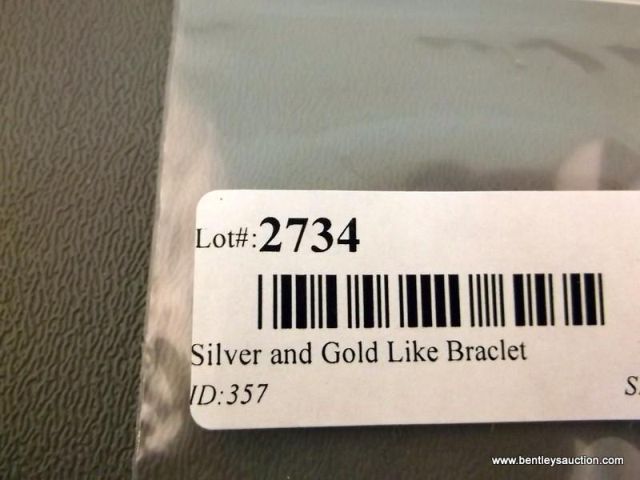 Lot#:2734
Silver and Gold Like Braclet
ID:357
www.bentleysauction.com